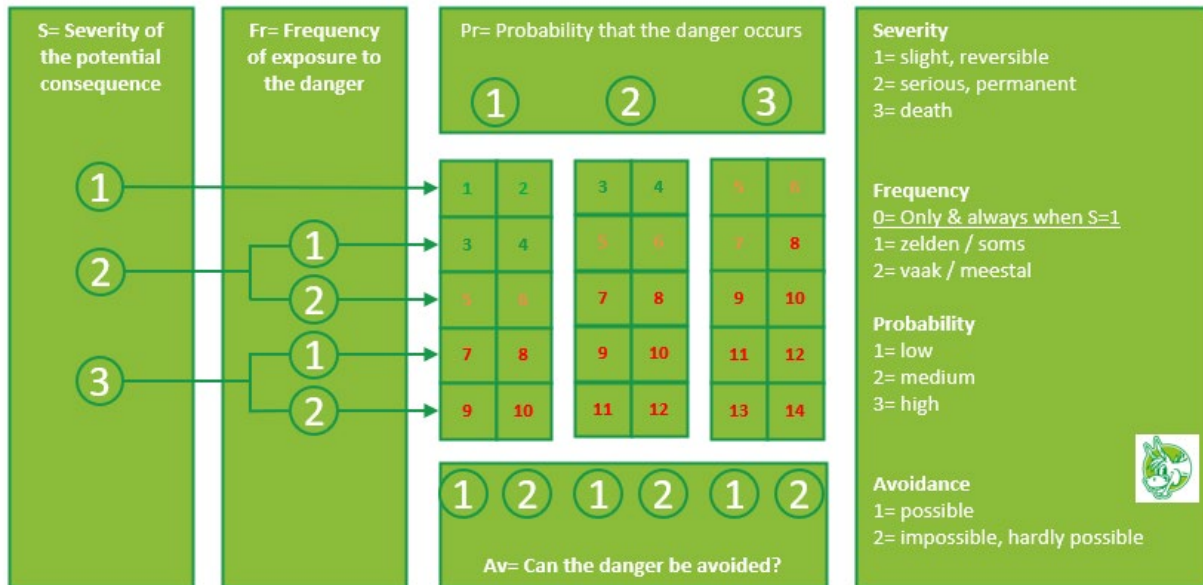 S= Severity of
the potential
consequence
1
2
3
Fr= Frequency
of exposure to
the danger
1
2
1
2
Pr= Probability that the danger occurs
1 2 3
1 2 3 4 5 6
3 4 5 6 7 8
5 6 7 8 9 10
7 8 9 10 11 12
9 10 11 12 13 14
1 2 1 2 1 2
Av= Can the danger be avoided?
Severity
1= slight, reversible
2= serious, permanent
3= death
Frequency
0= Only & always when S=1
1= zelden / soms
2= vaak / meestal
Probability
1= low
2= medium
3= high
Avoidance
1= possible
2= impossible, hardly possible